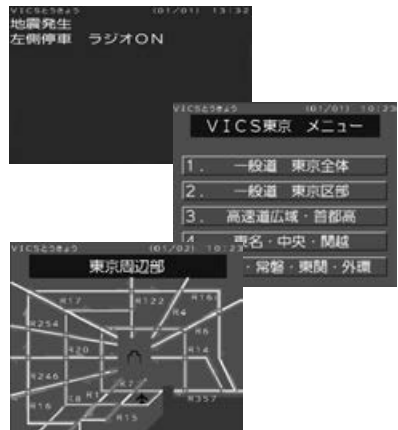 VICSとうきょう (01/01) 13:32
地震発生
左側停車 ラジオON
VICSとうきょう (01/01) 10:23
VICS東京 メニュー
1. 一般道 東京全体
2. 一般道 東京区部
3. 高速道広域・首都高
4. 東名・中央・関越
・常磐・東関・外環
VICSとうきょう (01/02) 10:23
東京周辺部
R17
R122
R16
R4
R254
R6
R20
R14
R246
R7
R357
R16
R1
R15